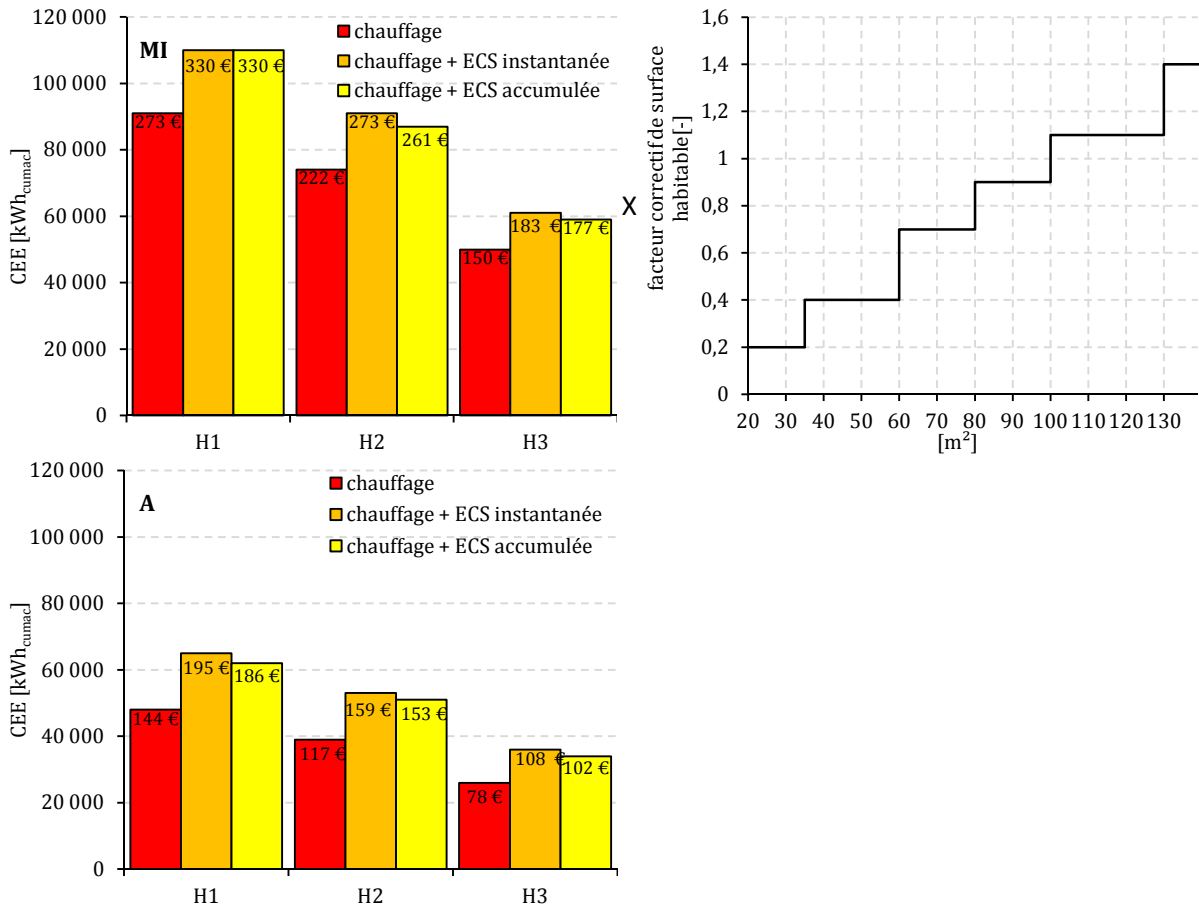 MI
chauffage
chauffage + ECS instantanée
chauffage + ECS accumulée
CEE [kWhcumac]
120 000
100 000
80 000
60 000
40 000
20 000
0
273 €
330 €
330 €
222 €
273 €
261 €
150 €
183 €
177 €
H1
H2
H3
X
facteur correctif de surface
habitable[-]
1,6
1,4
1,2
1
0,8
0,6
0,4
0,2
0
20 30 40 50 60 70 80 90 100 110 120 130
[m²]
A
chauffage
chauffage + ECS instantanée
chauffage + ECS accumulée
CEE [kWhcumac]
120 000
100 000
80 000
60 000
40 000
20 000
0
144 €
195 €
186 €
117 €
159 €
153 €
78 €
108 €
102 €
H1
H2
H3